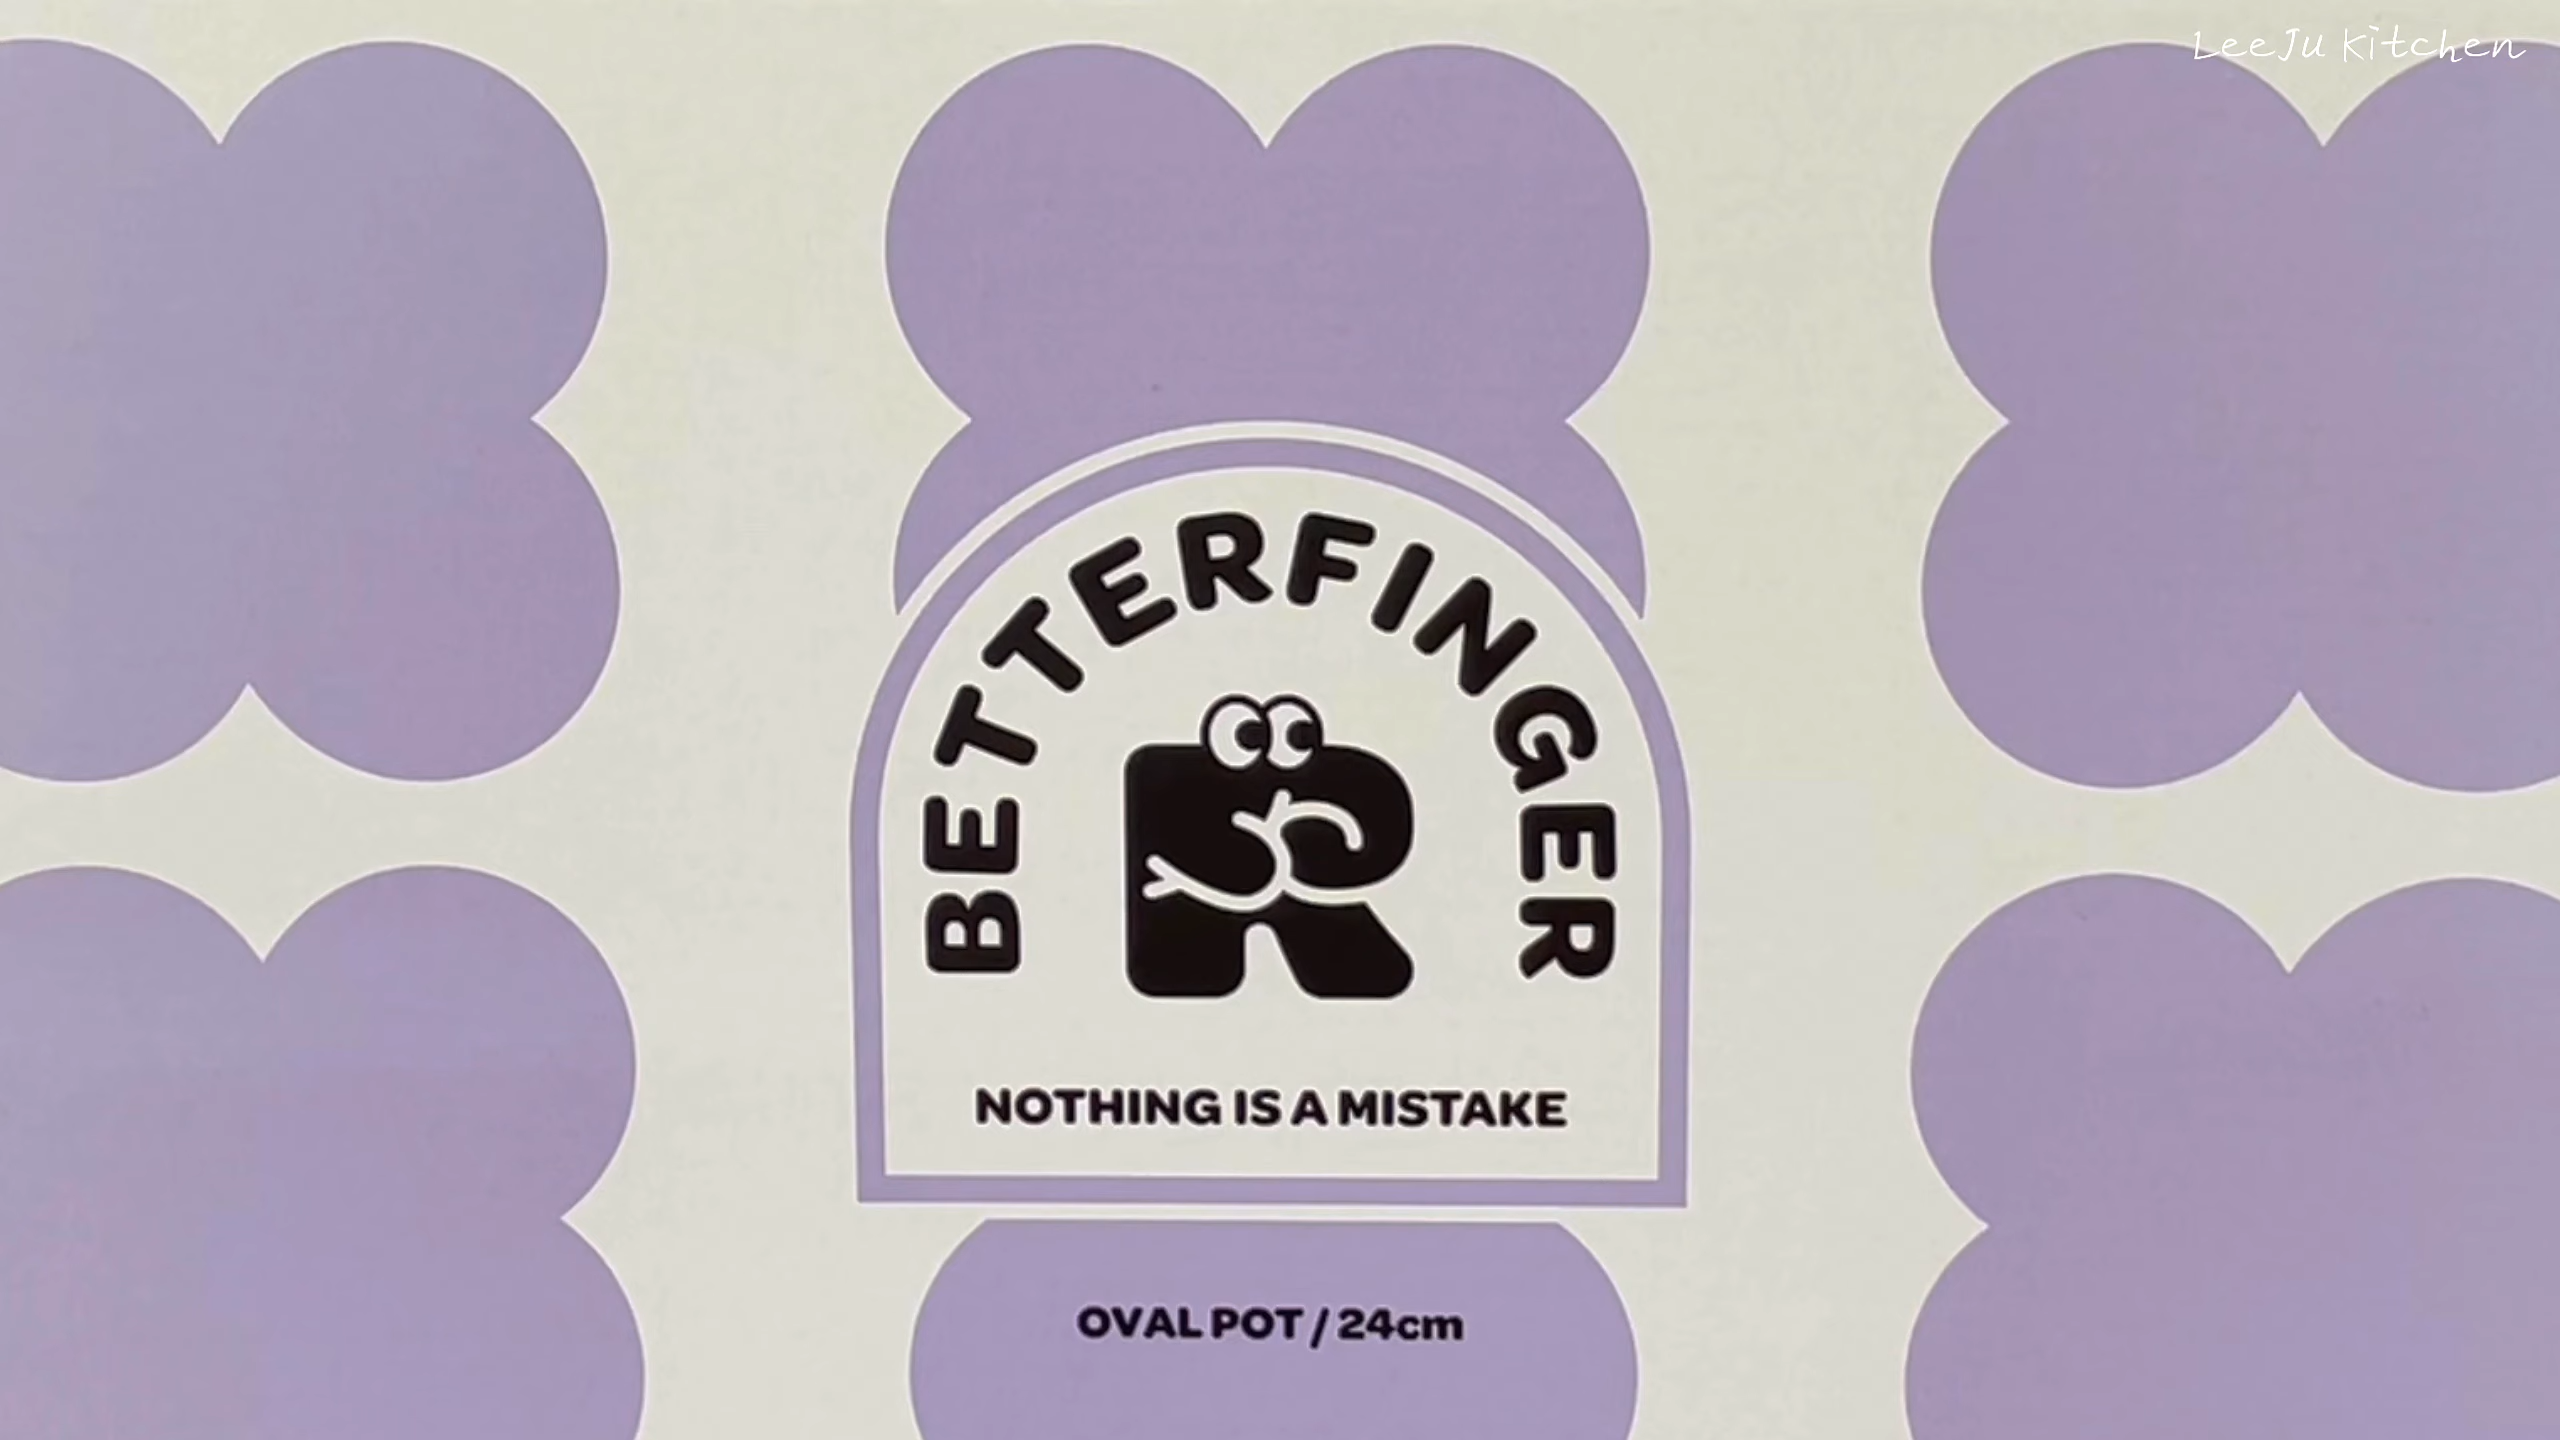 LeeJu Kitchen
BETTERFINGER
R
NOTHING IS A MISTAKE
OVAL POT / 24cm